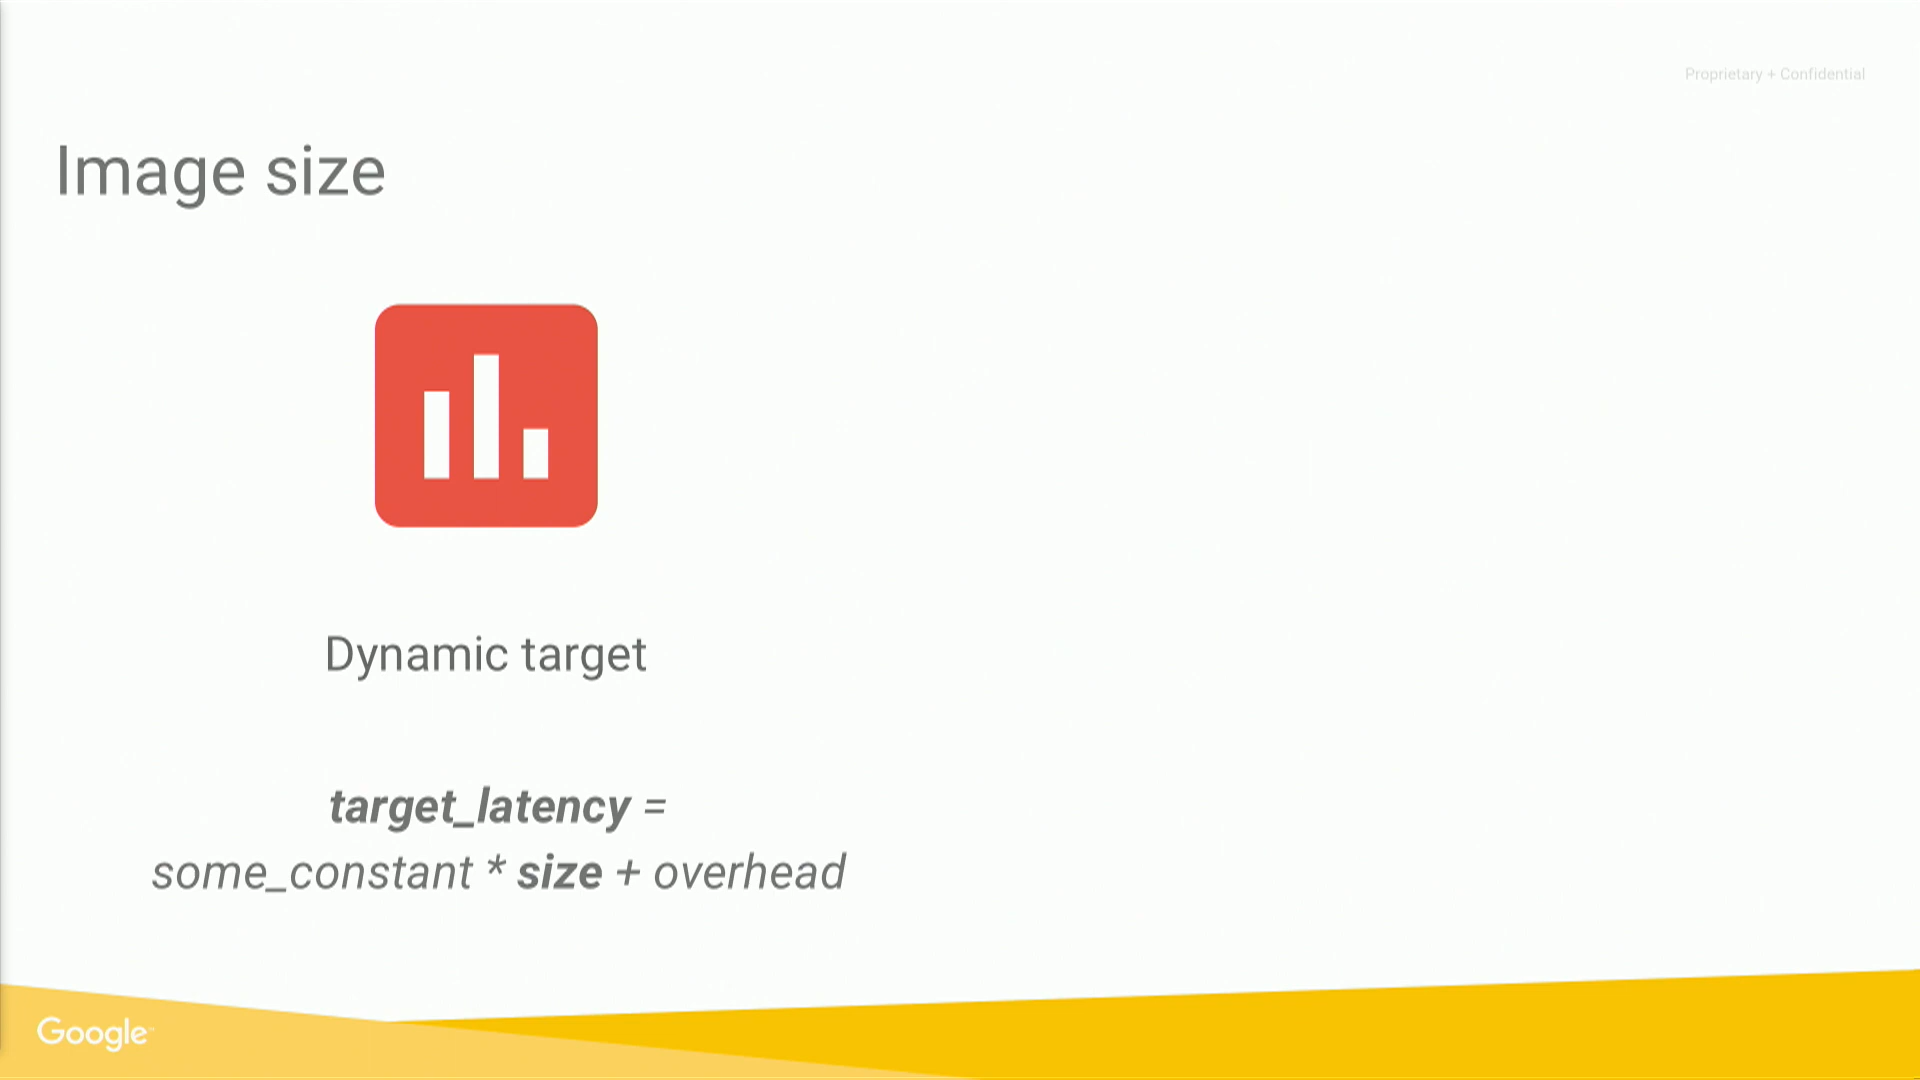 Proprietary + Confidential
Image size
Dynamic target
target_latency =
some_constant * size + overhead
Google